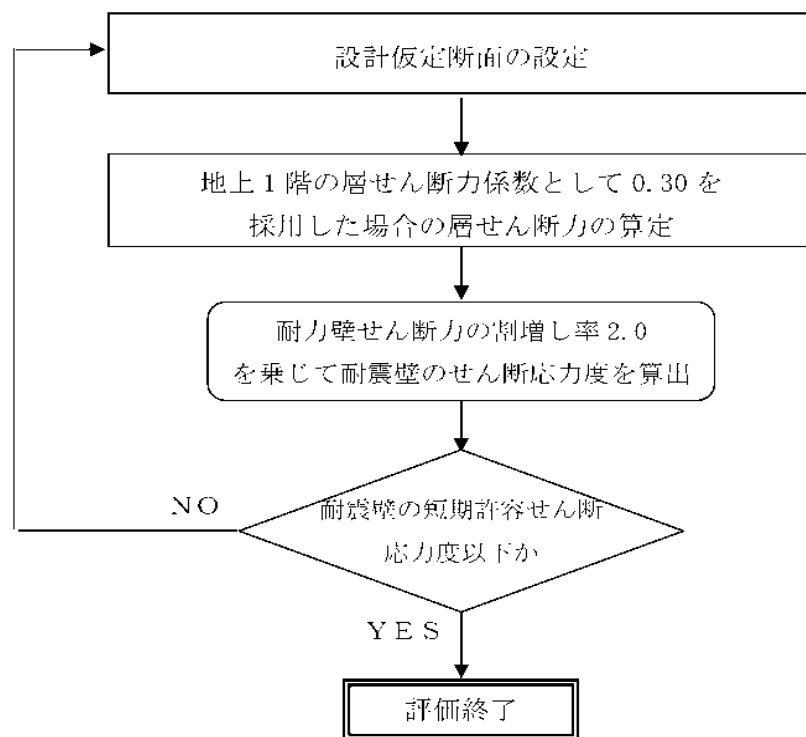 設計仮定断面の設定
地上1階の層せん断力係数として0.30を
採用した場合の層せん断力の算定
耐力壁せん断力の割増し率2.0
を乗じて耐震壁のせん断応力度を算出
NO
耐震壁の短期許容せん断
応力度以下か
YES
評価終了